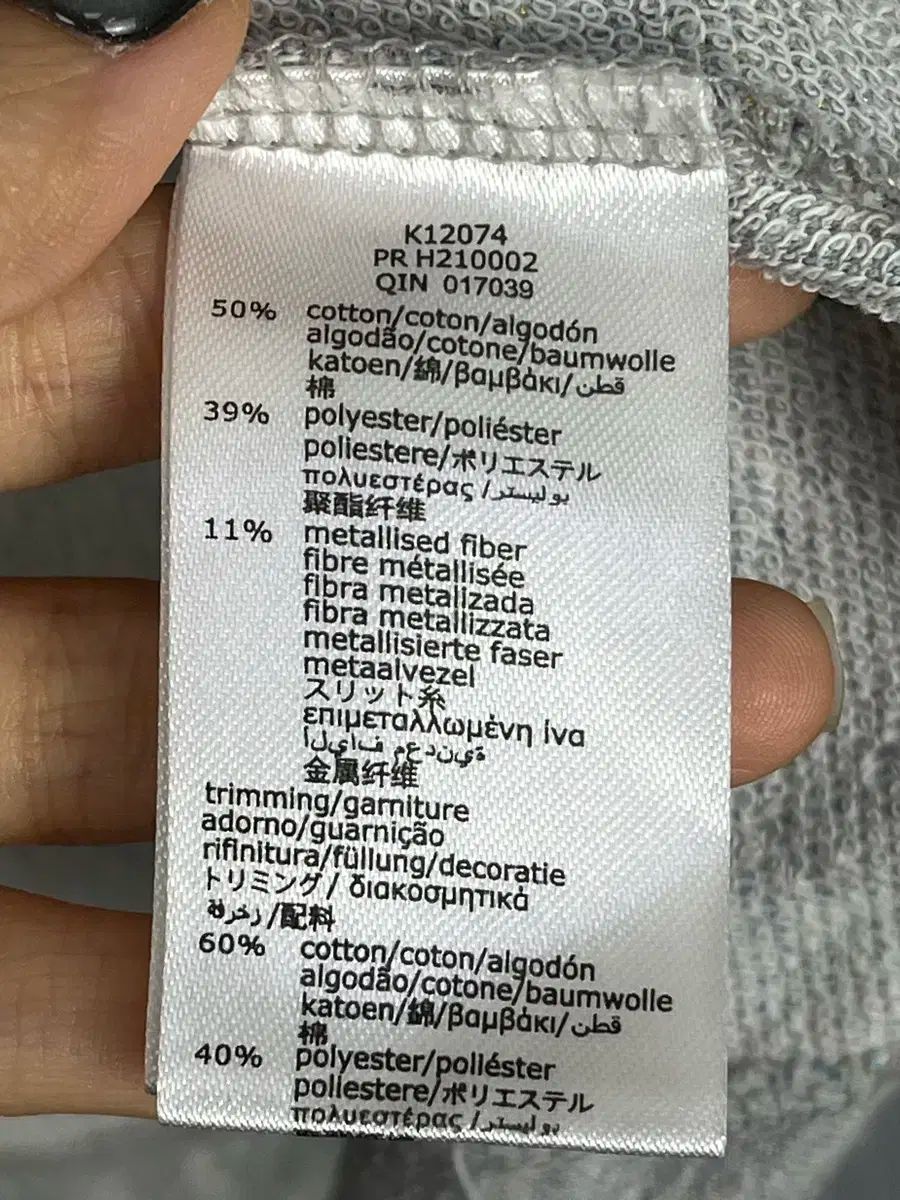 K12074
PR H210002
QIN 017039
50% cotton/coton/algodón
algodão/cotone/baumwolle
katoen/綿/βαμβάκι/قطن
棉
39% polyester/poliéster
poliestere/ポリエステル
πολυεστέρας /بوليستر
聚酯纤维
11% metallised fiber
fibre métallisée
fibra metalizada
fibra metallizzata
metallisierte faser
metaalvezel
スリット糸
επιμεταλλωμένη ίνα
ألياف معدنية
金属纤维
trimming/garniture
adorno/guarnição
rifinitura/füllung/decoratie
トリミング/ διακοσμητικά
/配料
60% cotton/coton/algodón
algodão/cotone/baumwolle
katoen/綿/βαμβάκι/قطن
棉
40% polyester/poliéster
poliestere/ポリエステル
πολυεστέρας /بوليستر